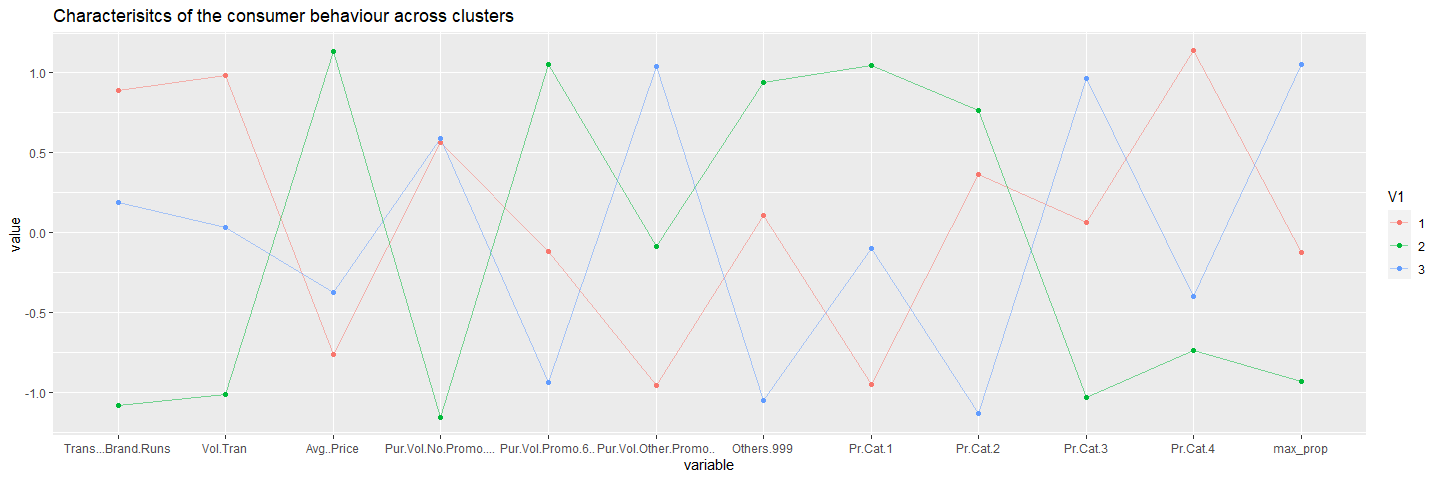 Characterisitcs of the consumer behaviour across clusters
value
1.0
0.5
0.0
-0.5
-1.0
Trans...Brand.Runs Vol.Tran Avg..Price Pur.Vol.No.Promo.... Pur.Vol.Promo.6.. Pur.Vol.Other.Promo.. Others.999 Pr.Cat.1 Pr.Cat.2 Pr.Cat.3 Pr.Cat.4 max_prop
variable
V1
1
2
3